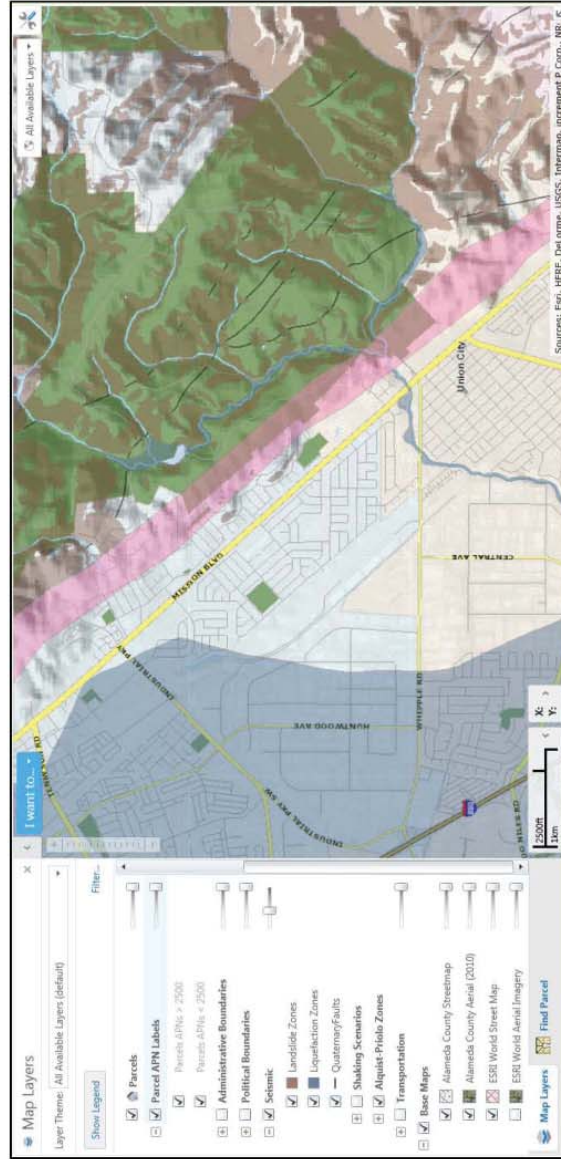 Map Layers
Layer Theme: All Available Layers (default)
Show Legend
Filter...
Parcels
Parcel APN Labels
Parcels APNs > 2500
Parcels APNs < 2500
Administrative Boundaries
Political Boundaries
Seismic
Landslide Zones
Liquefaction Zones
QuaternaryFaults
Shaking Scenarios
Alquist-Priolo Zones
Transportation
Base Maps
Alameda County Streetmap
Alameda County Aerial (2010)
ESRI World Street Map
ESRI World Aerial Imagery
Map Layers
Find Parcel
I want to...
All Available Layers
TENNYSON RD
INDUSTRIAL PKY
MISSION BLVD
HUNTWOOD AVE
INDUSTRIAL PKY SW
WHIPPLE RD
CENTRAL AVE
Union City
NILES RD
2500ft
1km
X:
Y:
Sources: Esri, HERE, DeLorme, USGS, Intermap, increment P Corp.,